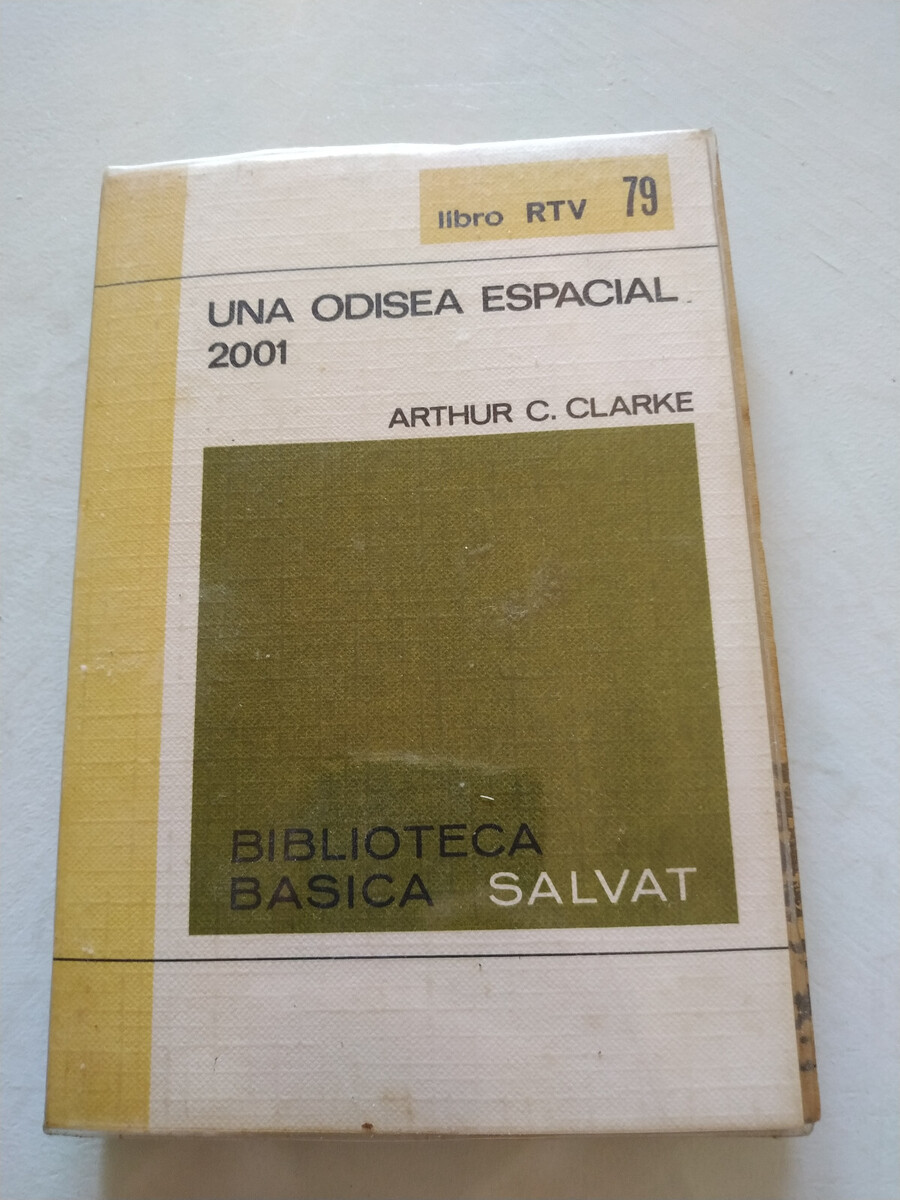 libro RTV 79
UNA ODISEA ESPACIAL
2001
ARTHUR C. CLARKE
BIBLIOTECA
BASICA SALVAT